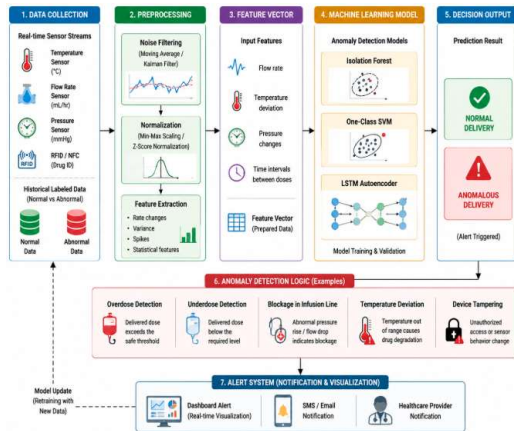 1. DATA COLLECTION
Real-time Sensor Streams
Temperature
Sensor
(°C)
Flow Rate
Sensor
(mL/hr)
Pressure
Sensor
(mmHg)
RFID
RFID / NFC
(Drug ID)
Historical Labeled Data
(Normal vs Abnormal)
Normal
Data
Abnormal
Data
2. PREPROCESSING
Noise Filtering
(Moving Average /
Kalman Filter)
Normalization
(Min-Max Scaling /
Z-Score Normalization)
Feature Extraction
• Rate changes
• Variance
• Spikes
• Statistical features
3. FEATURE VECTOR
Input Features
Flow rate
Temperature
deviation
Pressure
changes
Time intervals
between doses
Feature Vector
(Prepared Data)
4. MACHINE LEARNING MODEL
Anomaly Detection Models
Isolation Forest
One-Class SVM
LSTM Autoencoder
Model Training & Validation
5. DECISION OUTPUT
Prediction Result
NORMAL
DELIVERY
ANOMALOUS
DELIVERY
(Alert Triggered)
6. ANOMALY DETECTION LOGIC (Examples)
Overdose Detection
Delivered dose
exceeds the
safe threshold
Underdose Detection
Delivered dose
below the
required level
Blockage in Infusion Line
Abnormal pressure
rise / flow drop
indicates blockage
Temperature Deviation
Temperature out
of range causes
drug degradation
Device Tampering
Unauthorized
access or sensor
behavior change
Model Update
(Retraining with
New Data)
7. ALERT SYSTEM (NOTIFICATION & VISUALIZATION)
Dashboard Alert
(Real-time Visualization)
SMS / Email
Notification
Healthcare Provider
Notification